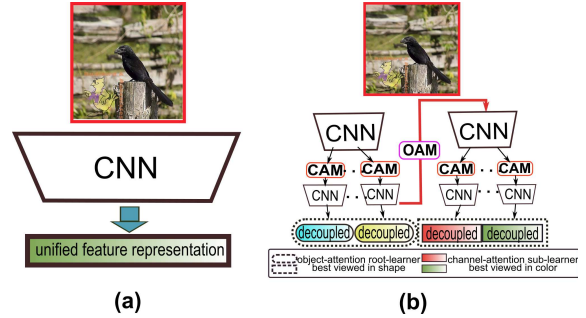 CNN
unified feature representation
(a)
CNN
OAM
CNN
CAM ·· CAM
CAM ·· CAM
CNN ·· CNN
CNN ·· CNN
decoupled decoupled
decoupled decoupled
object-attention root-learner
best viewed in shape
channel-attention sub-learner
best viewed in color
(b)